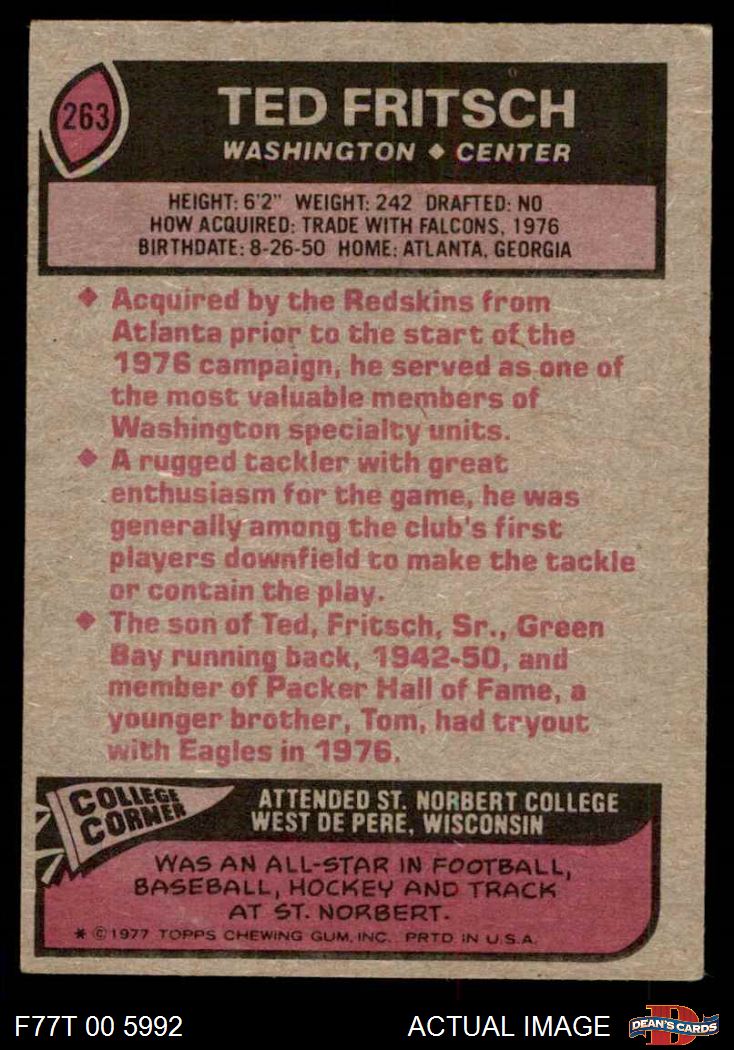 263
TED FRITSCH
WASHINGTON ◆ CENTER
HEIGHT: 6'2" WEIGHT: 242 DRAFTED: NO
HOW ACQUIRED: TRADE WITH FALCONS, 1976
BIRTHDATE: 8-26-50 HOME: ATLANTA, GEORGIA
◆ Acquired by the Redskins from
Atlanta prior to the start of the
1976 campaign, he served as one of
the most valuable members of
Washington specialty units.
◆ A rugged tackler with great
enthusiasm for the game, he was
generally among the club's first
players downfield to make the tackle
or contain the play.
◆ The son of Ted, Fritsch, Sr., Green
Bay running back, 1942-50, and
member of Packer Hall of Fame, a
younger brother, Tom, had tryout
with Eagles in 1976.
COLLEGE
CORNER
ATTENDED ST. NORBERT COLLEGE
WEST DE PERE, WISCONSIN
WAS AN ALL-STAR IN FOOTBALL,
BASEBALL, HOCKEY AND TRACK
AT ST. NORBERT.
* © 1977 TOPPS CHEWING GUM, INC. PRTD IN U.S.A.
F77T 00 5992
ACTUAL IMAGE
D
DEAN'S CARDS